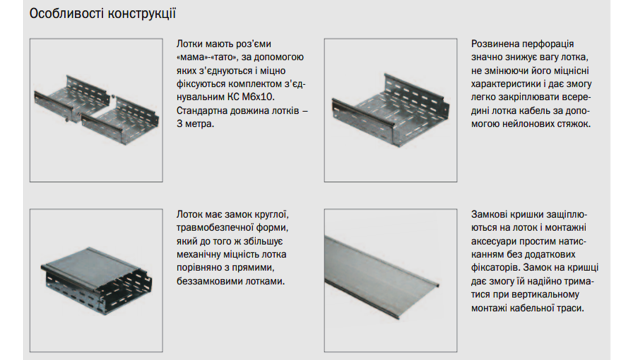 Особливості конструкції
Лотки мають роз’єми
«мама»-«тато», за допомогою
яких з’єднуються і міцно
фіксуються комплектом з’єд-
нувальним КС М6х10.
Стандартна довжина лотків –
3 метра.
Розвинена перфорація
значно знижує вагу лотка,
не змінюючи його міцнісні
характеристики і дає змогу
легко закріплювати всере-
дині лотка кабель за допо-
могою нейлонових стяжок.
Лоток має замок круглої,
травмобезпечної форми,
який до того ж збільшує
механічну міцність лотка
порівняно з прямими,
беззамковими лотками.
Замкові кришки защіплю-
ються на лоток і монтажні
аксесуари простим натис-
канням без додаткових
фіксаторів. Замок на кришці
дає змогу їй надійно трима-
тися при вертикальному
монтажі кабельної траси.